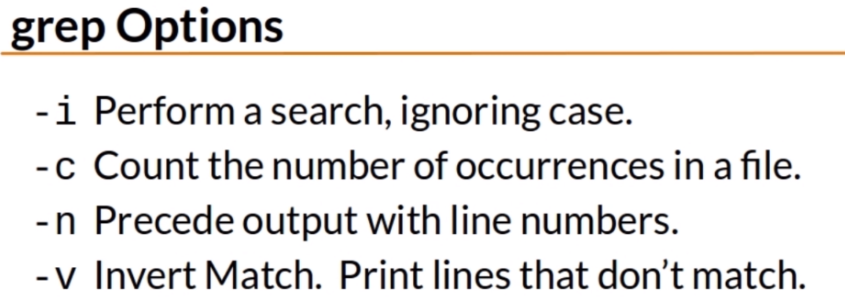 grep Options
-i Perform a search, ignoring case.
-c Count the number of occurrences in a file.
-n Precede output with line numbers.
-v Invert Match. Print lines that don’t match.